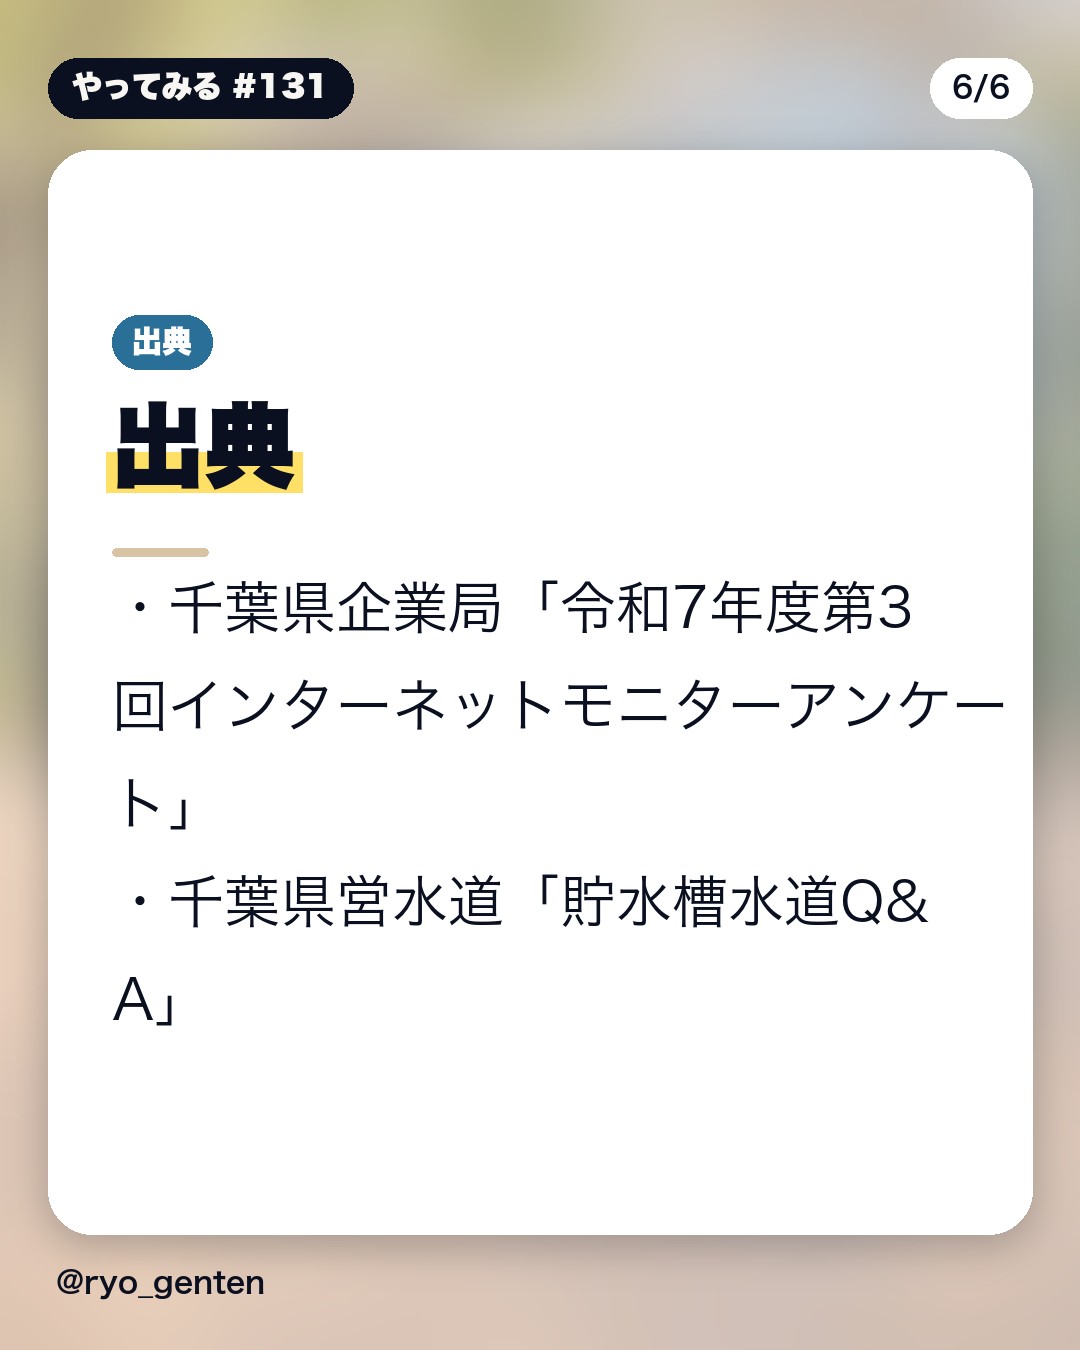 やってみる #131
6/6
出典
出典
・千葉県企業局「令和7年度第3
回インターネットモニターアンケー
ト」
・千葉県営水道「貯水槽水道Q&
A」
@ryo_genten